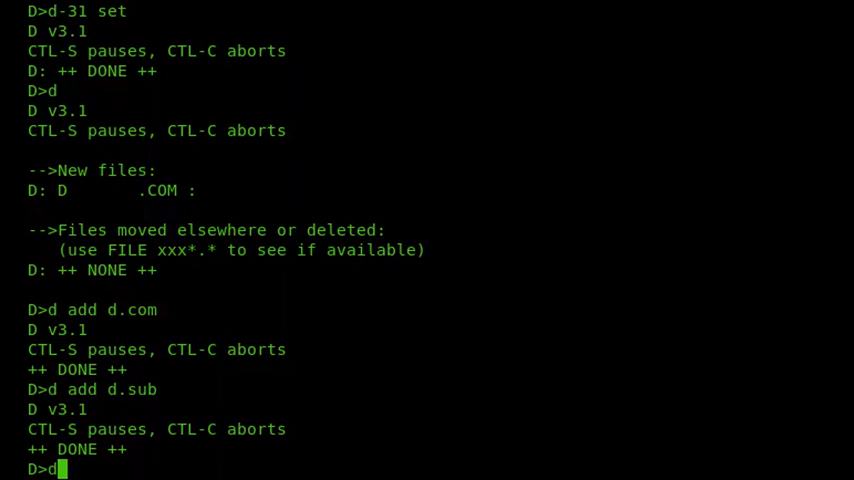 D>d-31 set
D v3.1
CTL-S pauses, CTL-C aborts
D: ++ DONE ++
D>d
D v3.1
CTL-S pauses, CTL-C aborts
-->New files:
D: D       .COM :
-->Files moved elsewhere or deleted:
   (use FILE xxx*.* to see if available)
D: ++ NONE ++
D>d add d.com
D v3.1
CTL-S pauses, CTL-C aborts
++ DONE ++
D>d add d.sub
D v3.1
CTL-S pauses, CTL-C aborts
++ DONE ++
D>d